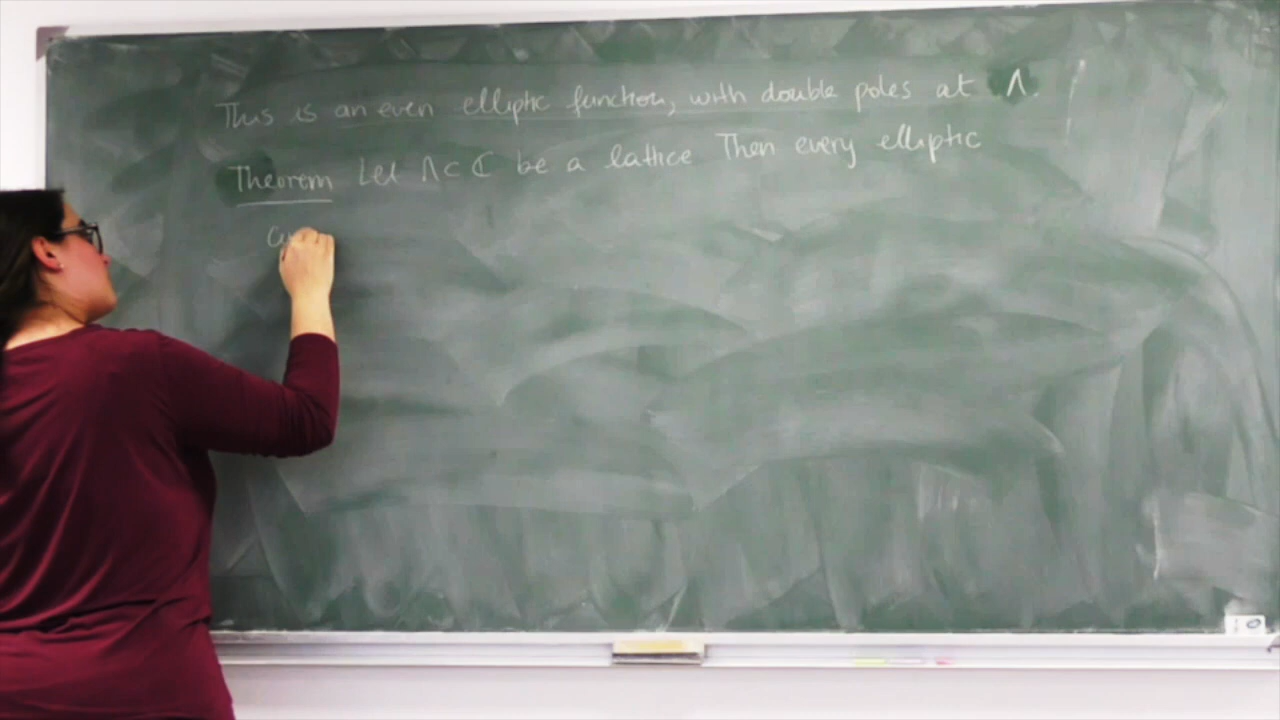 This is an even elliptic function, with double poles at Λ.
Theorem Let Λ⊂ℂ be a lattice Then every elliptic